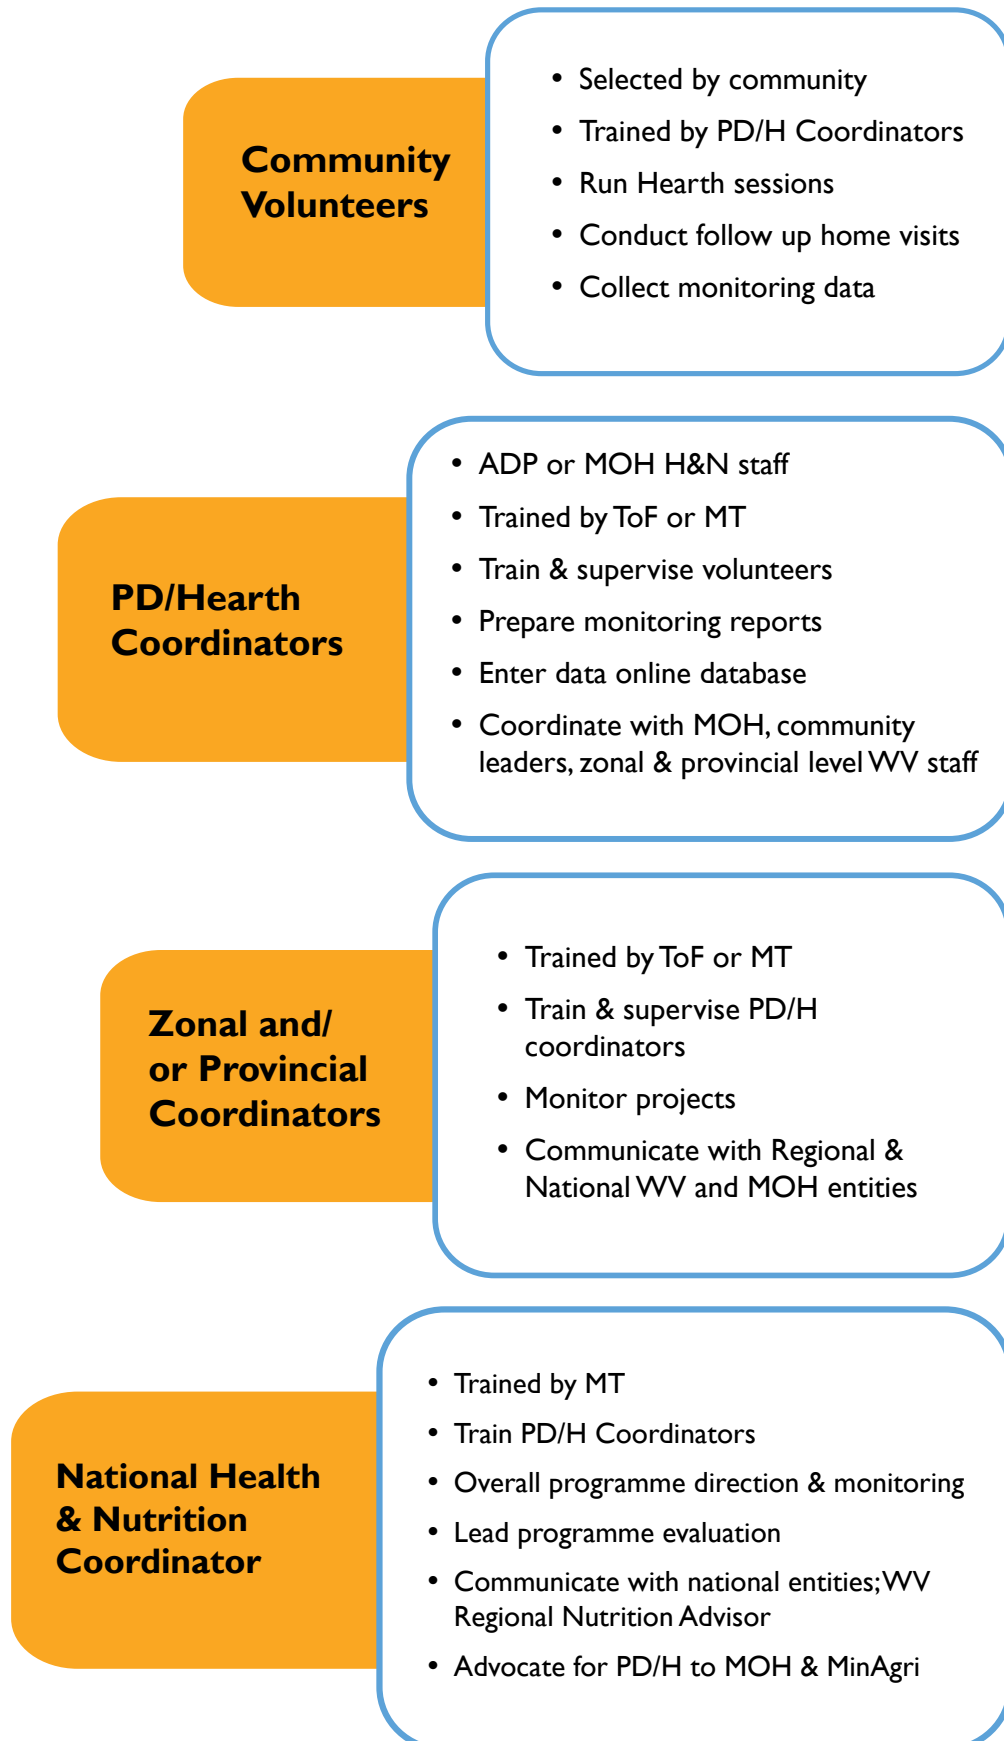 Community
Volunteers
• Selected by community
• Trained by PD/H Coordinators
• Run Hearth sessions
• Conduct follow up home visits
• Collect monitoring data
PD/Hearth
Coordinators
• ADP or MOH H&N staff
• Trained by ToF or MT
• Train & supervise volunteers
• Prepare monitoring reports
• Enter data online database
• Coordinate with MOH, community
leaders, zonal & provincial level WV staff
Zonal and/
or Provincial
Coordinators
• Trained by ToF or MT
• Train & supervise PD/H
coordinators
• Monitor projects
• Communicate with Regional &
National WV and MOH entities
National Health
& Nutrition
Coordinator
• Trained by MT
• Train PD/H Coordinators
• Overall programme direction & monitoring
• Lead programme evaluation
• Communicate with national entities; WV
Regional Nutrition Advisor
• Advocate for PD/H to MOH & MinAgri